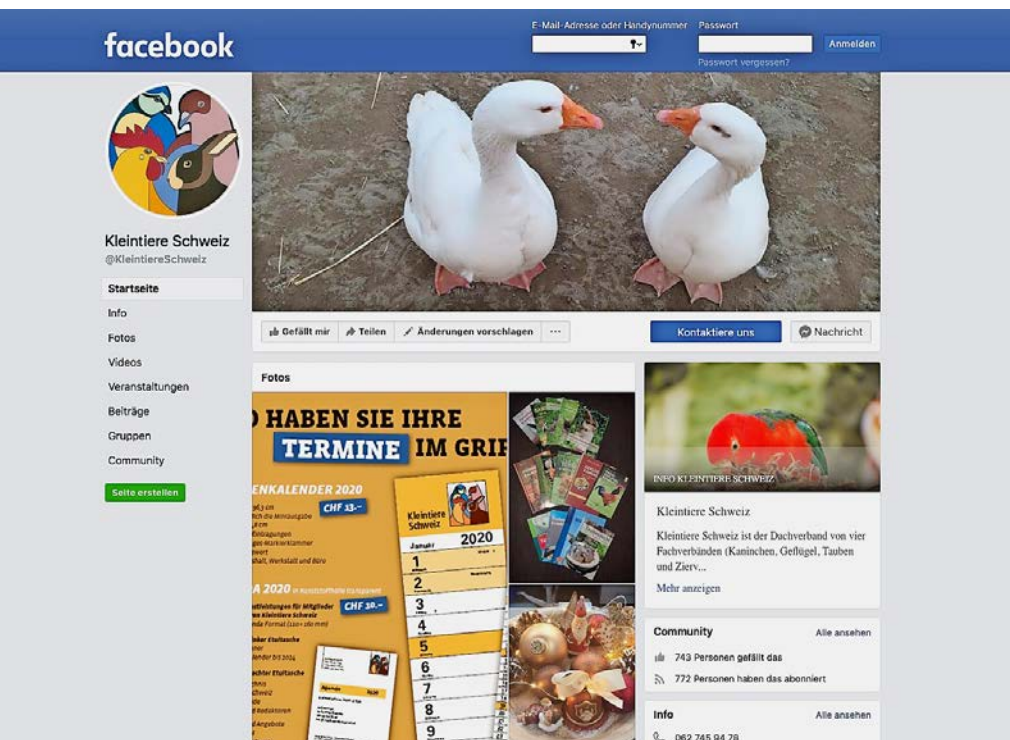 facebook
E-Mail-Adresse oder Handynummer
Passwort
Anmelden
Passwort vergessen?
Kleintiere Schweiz
@KleintiereSchweiz
Startseite
Info
Fotos
Videos
Veranstaltungen
Beiträge
Gruppen
Community
Seite erstellen
Gefällt mir
Teilen
Änderungen vorschlagen
Kontaktiere uns
Nachricht
Fotos
HABEN SIE IHRE
TERMINE IM GRIF
ENKALENDER 2020
CHF 13.–
Kleintiere
Schweiz
Januar 2020
1
2
3
4
5
6
7
8
9
A 2020
CHF 30.–
INFO KLEINTIERE SCHWEIZ
Kleintiere Schweiz
Kleintiere Schweiz ist der Dachverband von vier
Fachverbänden (Kaninchen, Geflügel, Tauben
und Zierv...
Mehr anzeigen
Community
Alle ansehen
743 Personen gefällt das
772 Personen haben das abonniert
Info
Alle ansehen
062 745 94 78